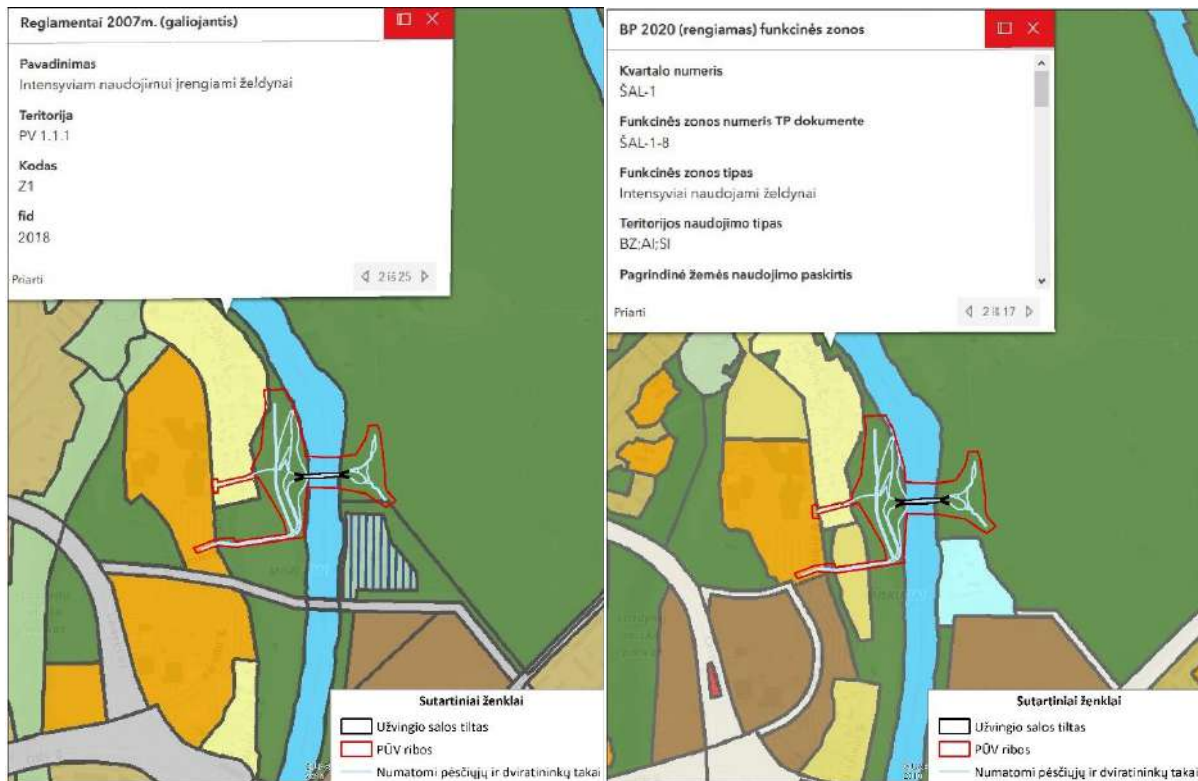 Reglamentai 2007m. (galiojantis)
Pavadinimas
Intensyviam naudojimui įrengiami želdynai
Teritorija
PV 1.1.1
Kodas
Z1
fid
2018
Priarti
2 iš 25
Sutartiniai ženklai
Užvingio salos tiltas
PŪV ribos
Numatomi pėsčiųjų ir dviratininkų takai
BP 2020 (rengiamas) funkcinės zonos
Kvartalo numeris
ŠAL-1
Funkcinės zonos numeris TP dokumente
ŠAL-1-8
Funkcinės zonos tipas
Intensyviai naudojami želdynai
Teritorijos naudojimo tipas
BZ;AI;SI
Pagrindinė žemės naudojimo paskirtis
Priarti
2 iš 17
Sutartiniai ženklai
Užvingio salos tiltas
PŪV ribos
Numatomi pėsčiųjų ir dviratininkų takai